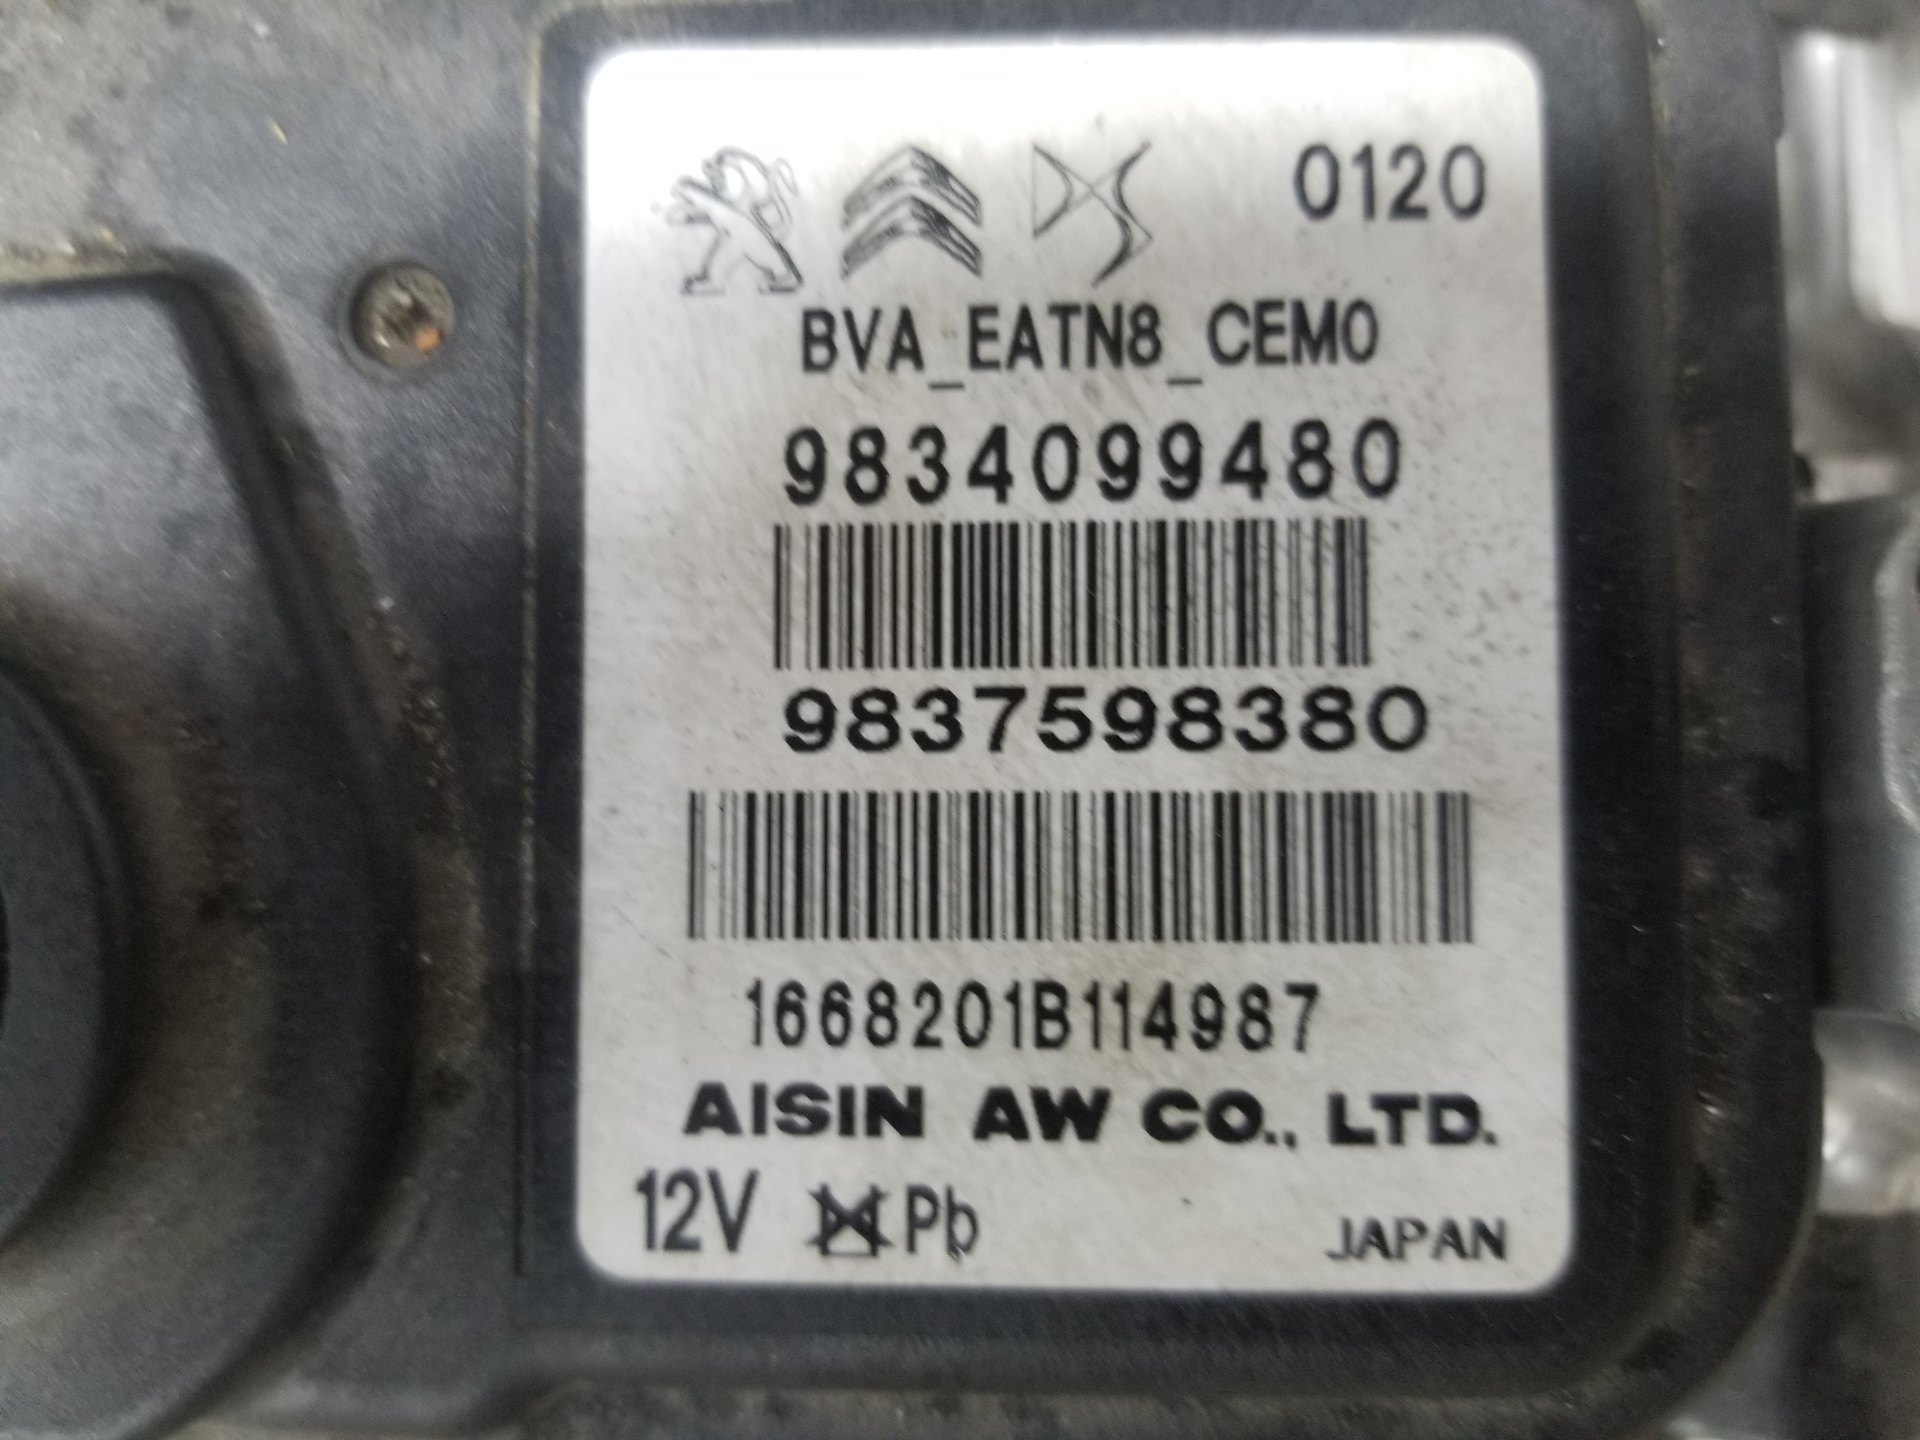 0120
BVA_EATN8_CEM0
9834099480
9837598380
1668201B114987
AISIN AW CO., LTD.
12V Pb JAPAN